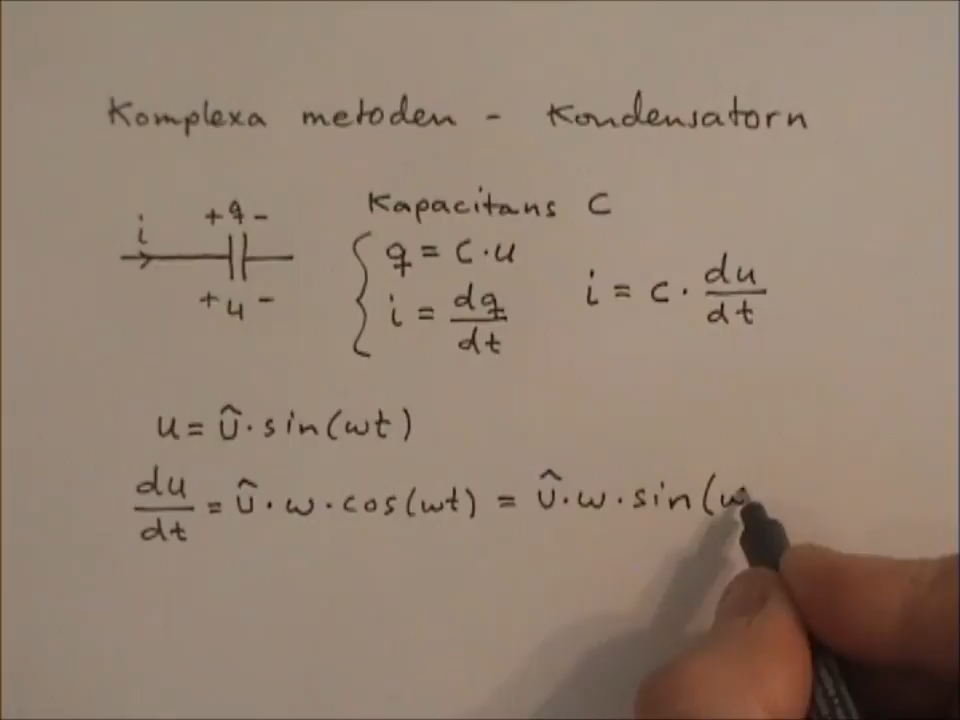 Komplexa metoden - Kondensatorn
Kapacitans C
i
+ q -
+ u -
q = C · u
i = dq/dt
i = C · du/dt
u = Û · sin(ωt)
du/dt = Û · ω · cos(ωt) = Û · ω · sin(ω